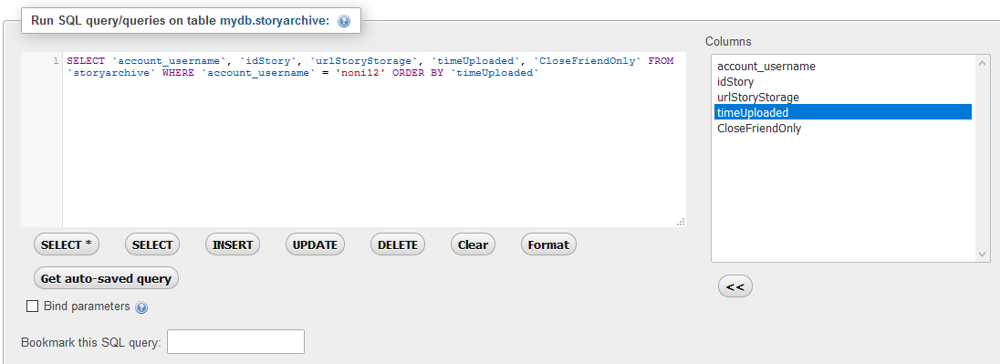 Run SQL query/queries on table mydb.storyarchive:
Columns
1 SELECT `account_username`, `idStory`, `urlStoryStorage`, `timeUploaded`, `CloseFriendOnly` FROM
`storyarchive` WHERE `account_username` = 'noni12' ORDER BY `timeUploaded`
account_username
idStory
urlStoryStorage
timeUploaded
CloseFriendOnly
SELECT * SELECT INSERT UPDATE DELETE Clear Format
Get auto-saved query
<<
Bind parameters
Bookmark this SQL query: